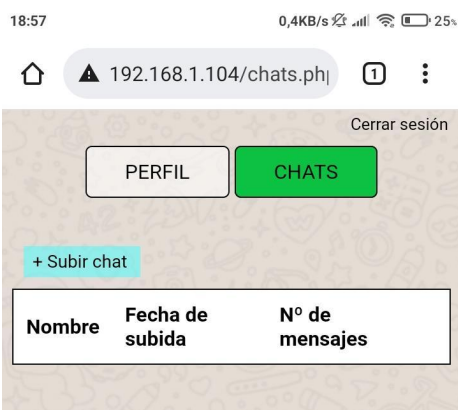 18:57 0,4KB/s 25%
192.168.1.104/chats.ph
1
Cerrar sesión
PERFIL CHATS
+ Subir chat
Nombre Fecha de subida Nº de mensajes